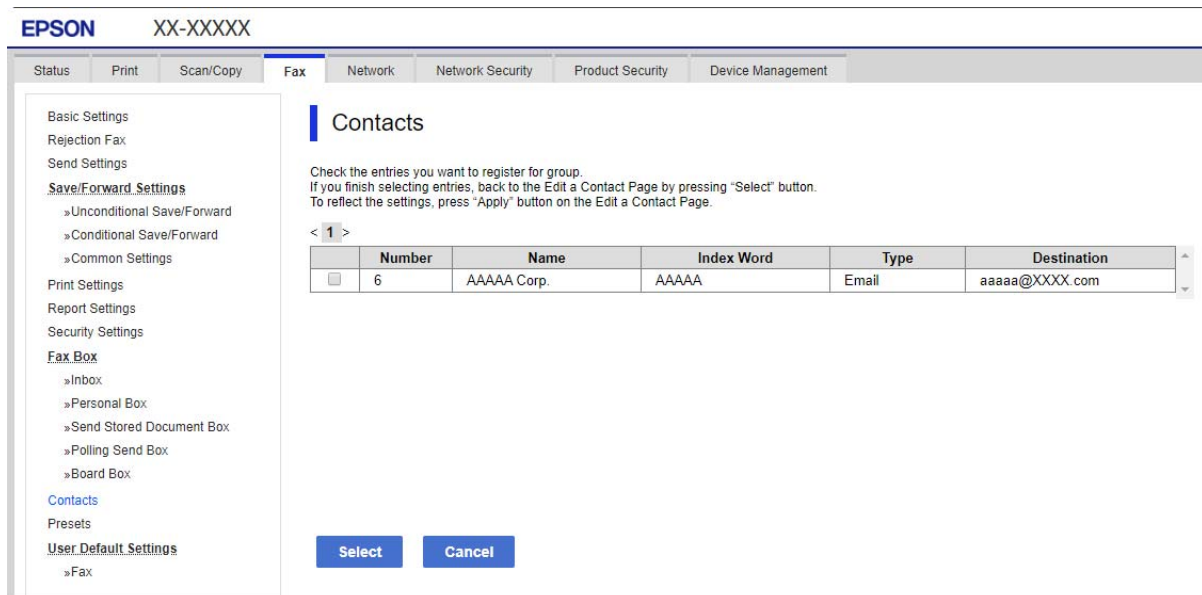 EPSON XX-XXXXX
Status Print Scan/Copy Fax Network Network Security Product Security Device Management
Basic Settings
Rejection Fax
Send Settings
Save/Forward Settings
»Unconditional Save/Forward
»Conditional Save/Forward
»Common Settings
Print Settings
Report Settings
Security Settings
Fax Box
»Inbox
»Personal Box
»Send Stored Document Box
»Polling Send Box
»Board Box
Contacts
Presets
User Default Settings
»Fax
Contacts
Check the entries you want to register for group.
If you finish selecting entries, back to the Edit a Contact Page by pressing “Select” button.
To reflect the settings, press “Apply” button on the Edit a Contact Page.
< 1 >
Number Name Index Word Type Destination
6 AAAAA Corp. AAAAA Email aaaaa@XXXX.com
Select Cancel